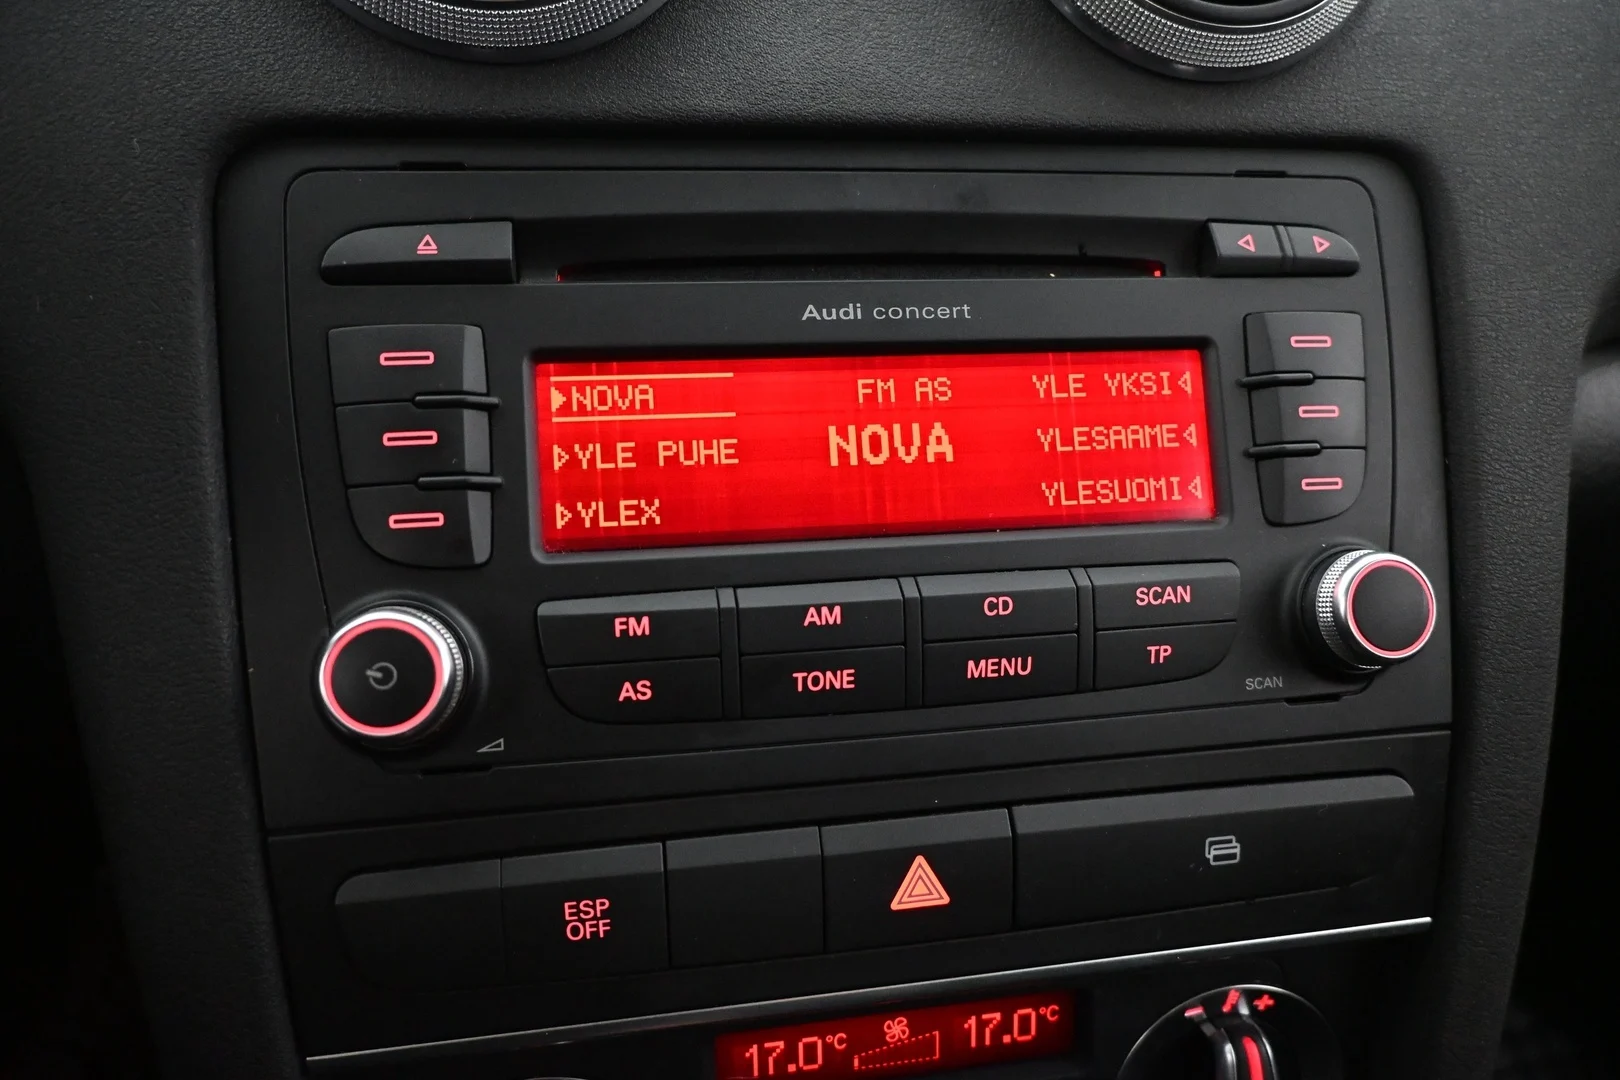 Audi concert
NOVA FM AS YLE YKSI
YLE PUHE NOVA YLESAAME
YLEX YLESUOMI
FM AM CD SCAN
AS TONE MENU TP
SCAN
ESP
OFF
17.0°C 17.0°C